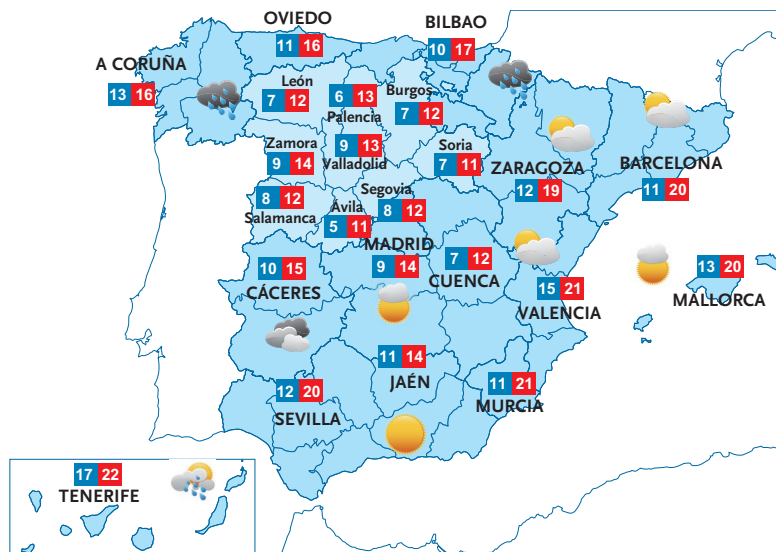 OVIEDO
11 16
BILBAO
10 17
A CORUÑA
13 16
León
7 12
6 13
Palencia
Burgos
7 12
Zamora
9 14
9 13
Valladolid
Soria
7 11
ZARAGOZA
12 19
BARCELONA
11 20
8 12
Salamanca
Ávila
5 11
Segovia
8 12
MADRID
9 14
7 12
CUENCA
10 15
CÁCERES
15 21
VALENCIA
13 20
MALLORCA
11 14
JAÉN
12 20
SEVILLA
11 21
MURCIA
17 22
TENERIFE